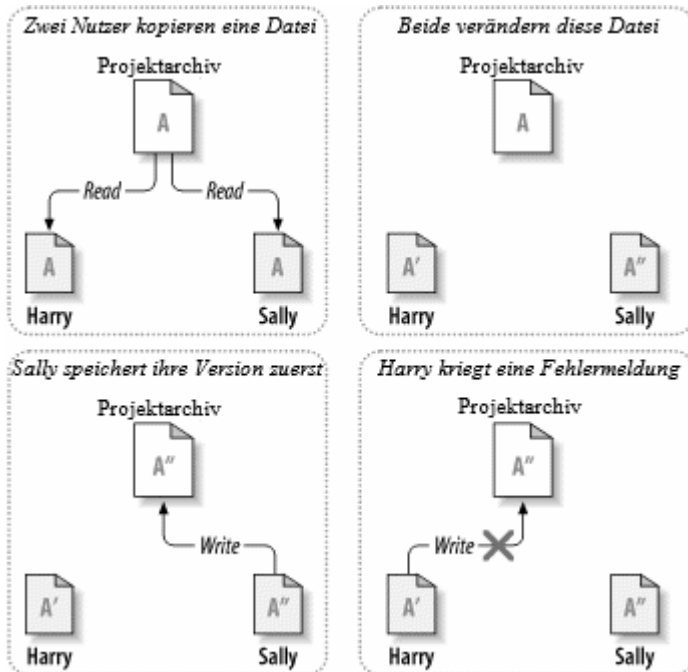 Zwei Nutzer kopieren eine Datei
Projektarchiv
A
Read
Read
A
A
Harry
Sally
Beide verändern diese Datei
Projektarchiv
A
A'
A"
Harry
Sally
Sally speichert ihre Version zuerst
Projektarchiv
A"
Write
A'
A"
Harry
Sally
Harry kriegt eine Fehlermeldung
Projektarchiv
A"
Write
A'
A"
Harry
Sally